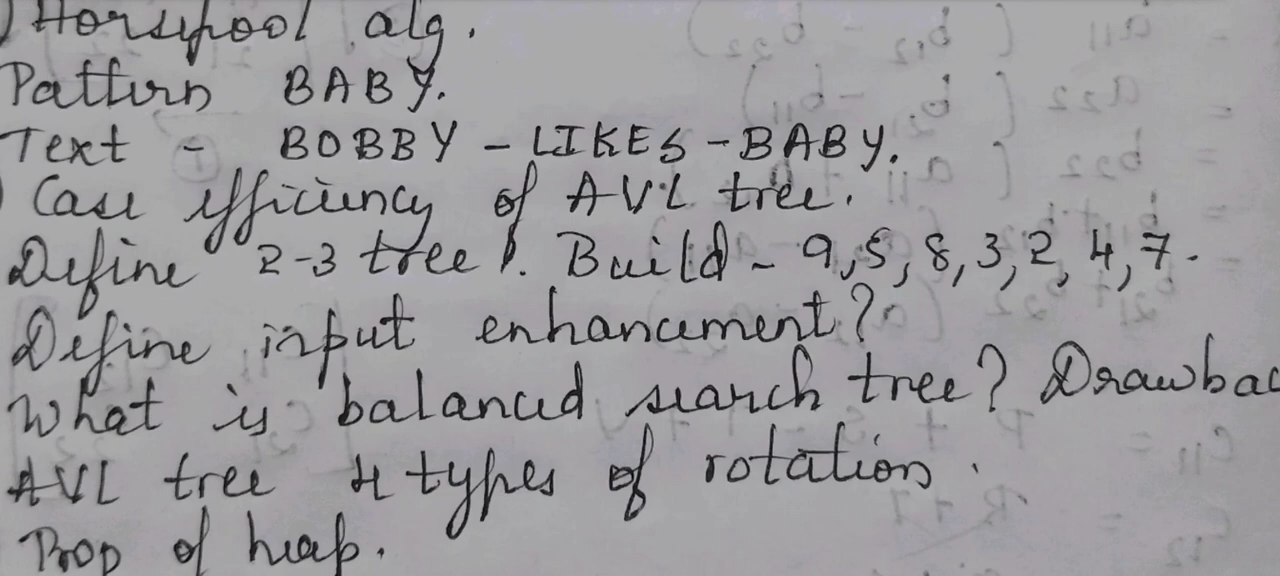 ) Horspool alg.
Pattern BABY.
Text - BOBBY - LIKES - BABY.
) Case efficiency of AVL tree.
Define 2-3 tree. Build - 9,5,8,3,2,4,7.
Define input enhancement?
What is balanced search tree? Drawbac
AVL tree 4 types of rotation.
Prop of heap.